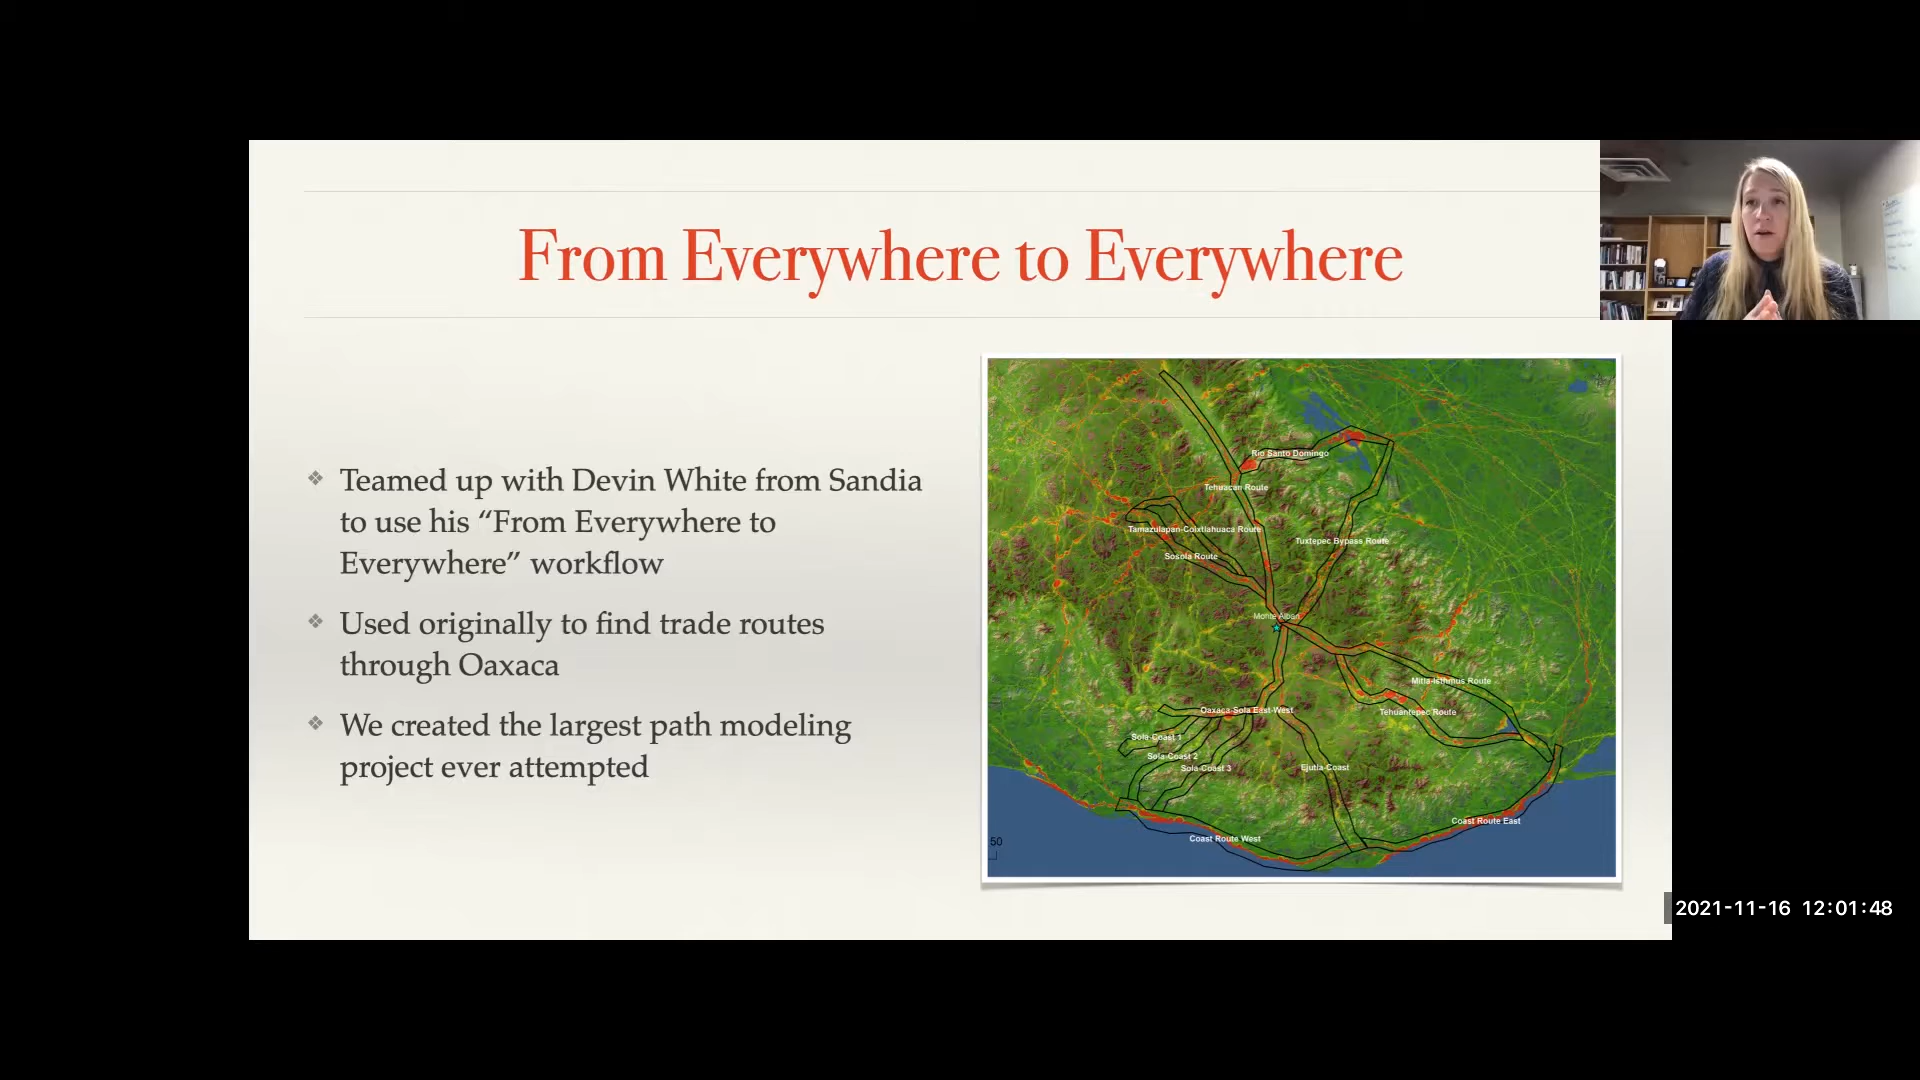 From Everywhere to Everywhere
Teamed up with Devin White from Sandia
to use his “From Everywhere to
Everywhere” workflow
Used originally to find trade routes
through Oaxaca
We created the largest path modeling
project ever attempted
Rio Santo Domingo
Tehuacan Route
Tamazulapan-Coixtlahuaca Route
Tuxtepec Bypass Route
Sosola Route
Monte Alban
Mitla-Isthmus Route
Oaxaca-Sola East-West
Tehuantepec Route
Sola-Coast 1
Sola-Coast 2
Sola-Coast 3
Ejutla-Coast
Coast Route East
Coast Route West
50
2021-11-16 12:01:48